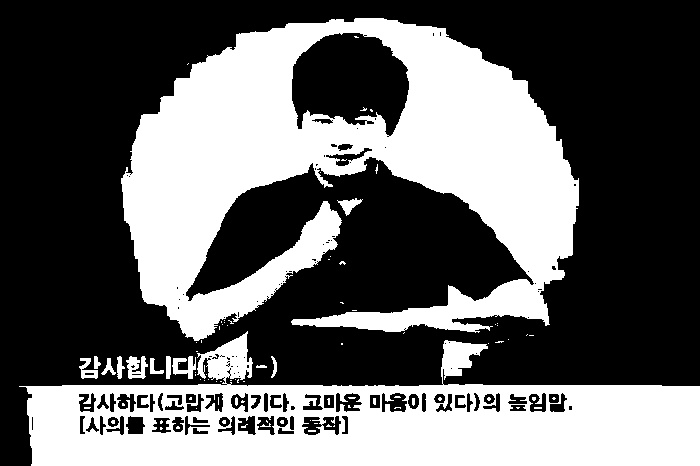 감사합니다(感謝-)
감사하다(고맙게 여기다. 고마운 마음이 있다)의 높임말.
[사의를 표하는 의례적인 동작]